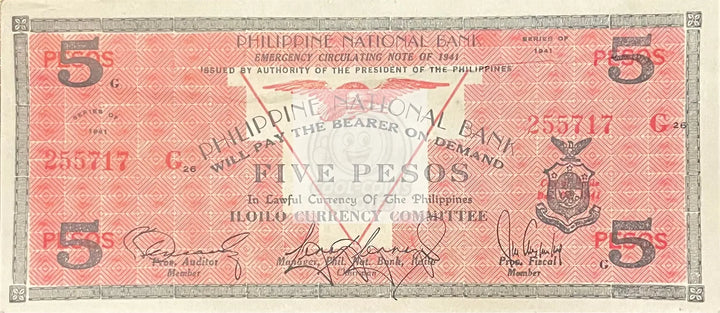 PHILIPPINE NATIONAL BANK
EMERGENCY CIRCULATING NOTE OF 1941
SERIES OF
1941
ISSUED BY AUTHORITY OF THE PRESIDENT OF THE PHILIPPINES
5 PESOS
G
5 PESOS
SERIES OF
1941
PHILIPPINE NATIONAL BANK
WILL PAY THE BEARER ON DEMAND
255717 G 26
255717 G 26
FIVE PESOS
In Lawful Currency Of The Philippines
ILOILO CURRENCY COMMITTEE
5 PESOS
G 5 PESOS
Prov. Auditor
Member
Manager, Phil. Nat. Bank, Iloilo
Chairman
Prov. Fiscal
Member